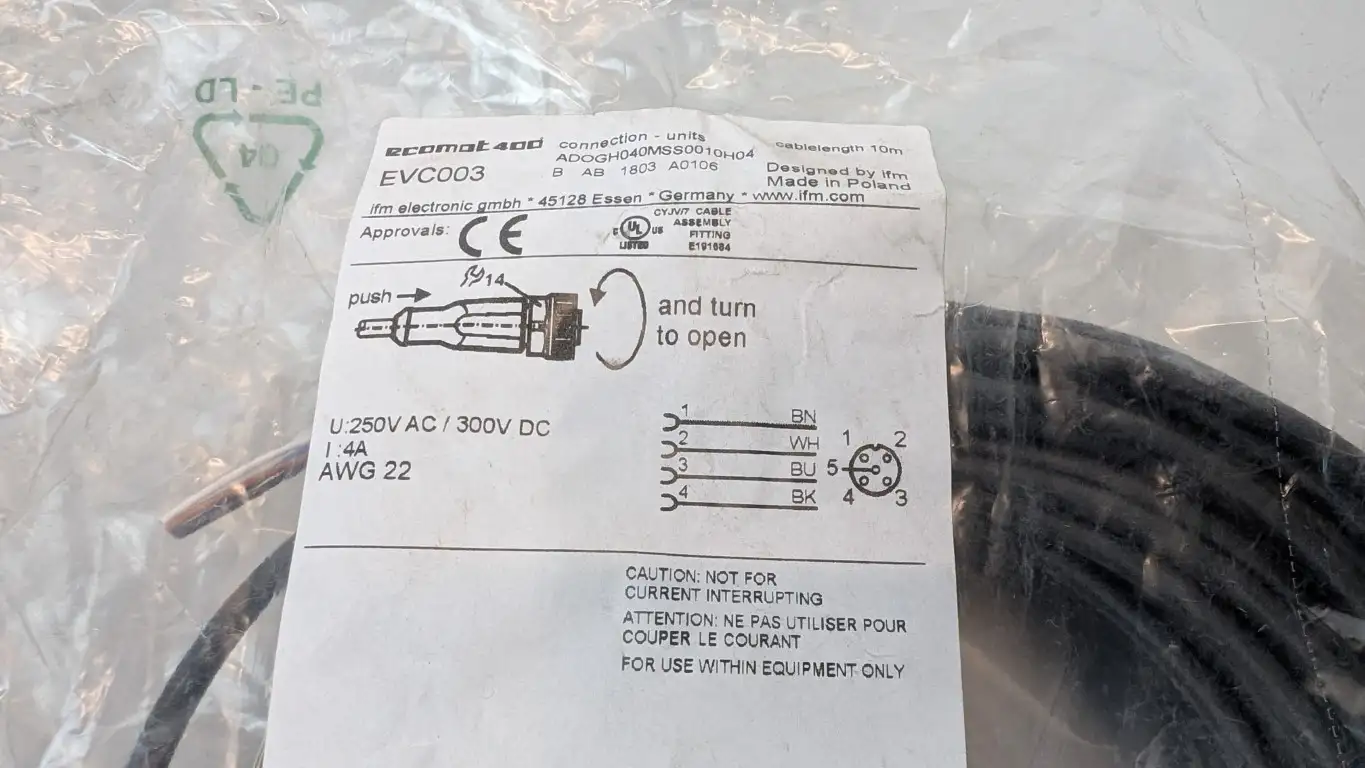 PE-LD
04
ecomat400
connection - units
cablelength 10m
EVC003
ADOGH040MSS0010H04
B AB 1803 A0106
Designed by ifm
Made in Poland
ifm electronic gmbh * 45128 Essen * Germany * www.ifm.com
Approvals: CE
C UL US
LISTED
CYJV/7 CABLE
ASSEMBLY
FITTING
E191684
14
push
and turn
to open
U:250V AC / 300V DC
I :4A
AWG 22
1 BN
2 WH
3 BU
4 BK
1 2
5
4 3
CAUTION: NOT FOR
CURRENT INTERRUPTING
ATTENTION: NE PAS UTILISER POUR
COUPER LE COURANT
FOR USE WITHIN EQUIPMENT ONLY